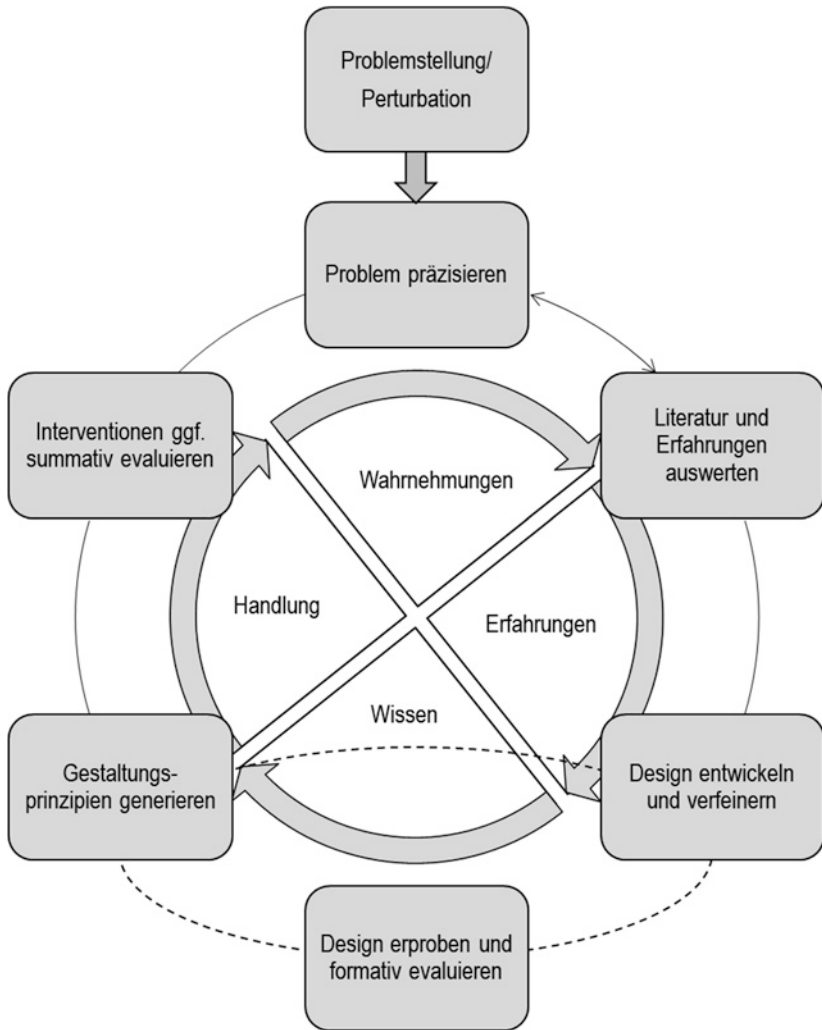 Problemstellung/
Perturbation
Problem präzisieren
Interventionen ggf.
summativ evaluieren
Literatur und
Erfahrungen
auswerten
Wahrnehmungen
Handlung
Erfahrungen
Wissen
Gestaltungs-
prinzipien generieren
Design entwickeln
und verfeinern
Design erproben und
formativ evaluieren